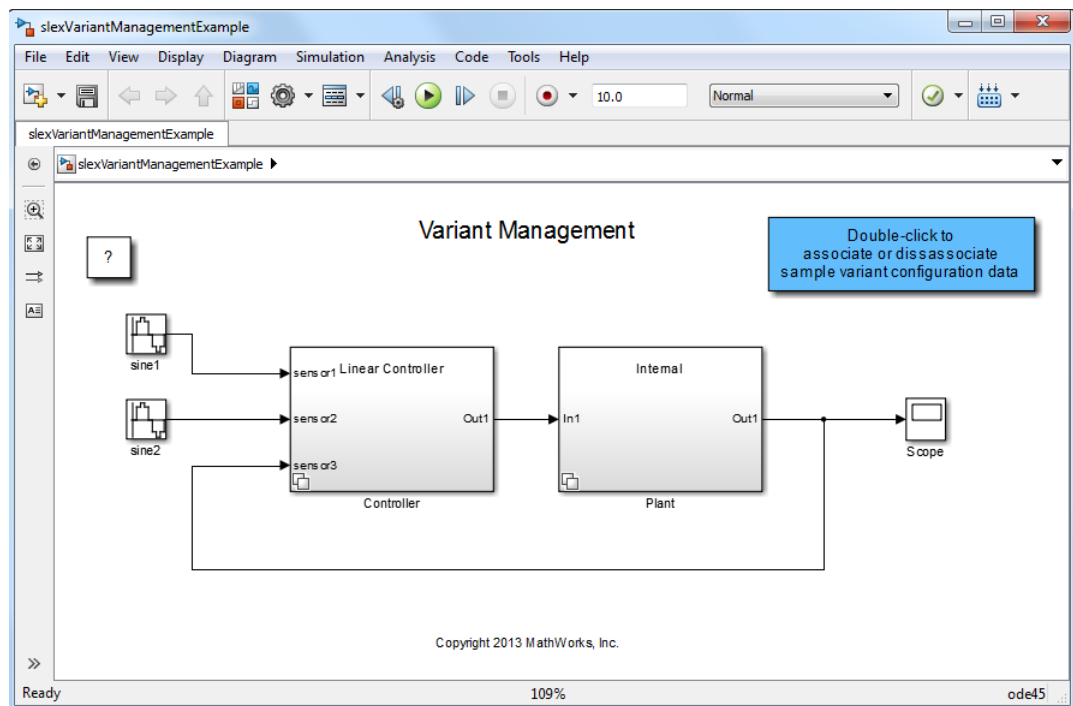 slexVariantManagementExample
File Edit View Display Diagram Simulation Analysis Code Tools Help
10.0 Normal
slexVariantManagementExample
slexVariantManagementExample
Variant Management
?
Double-click to
associate or dissassociate
sample variant configuration data
sine1
sensor1 Linear Controller
Internal
sine2
sensor2 Out1
In1 Out1
Scope
sensor3
Controller
Plant
Copyright 2013 MathWorks, Inc.
Ready 109% ode45